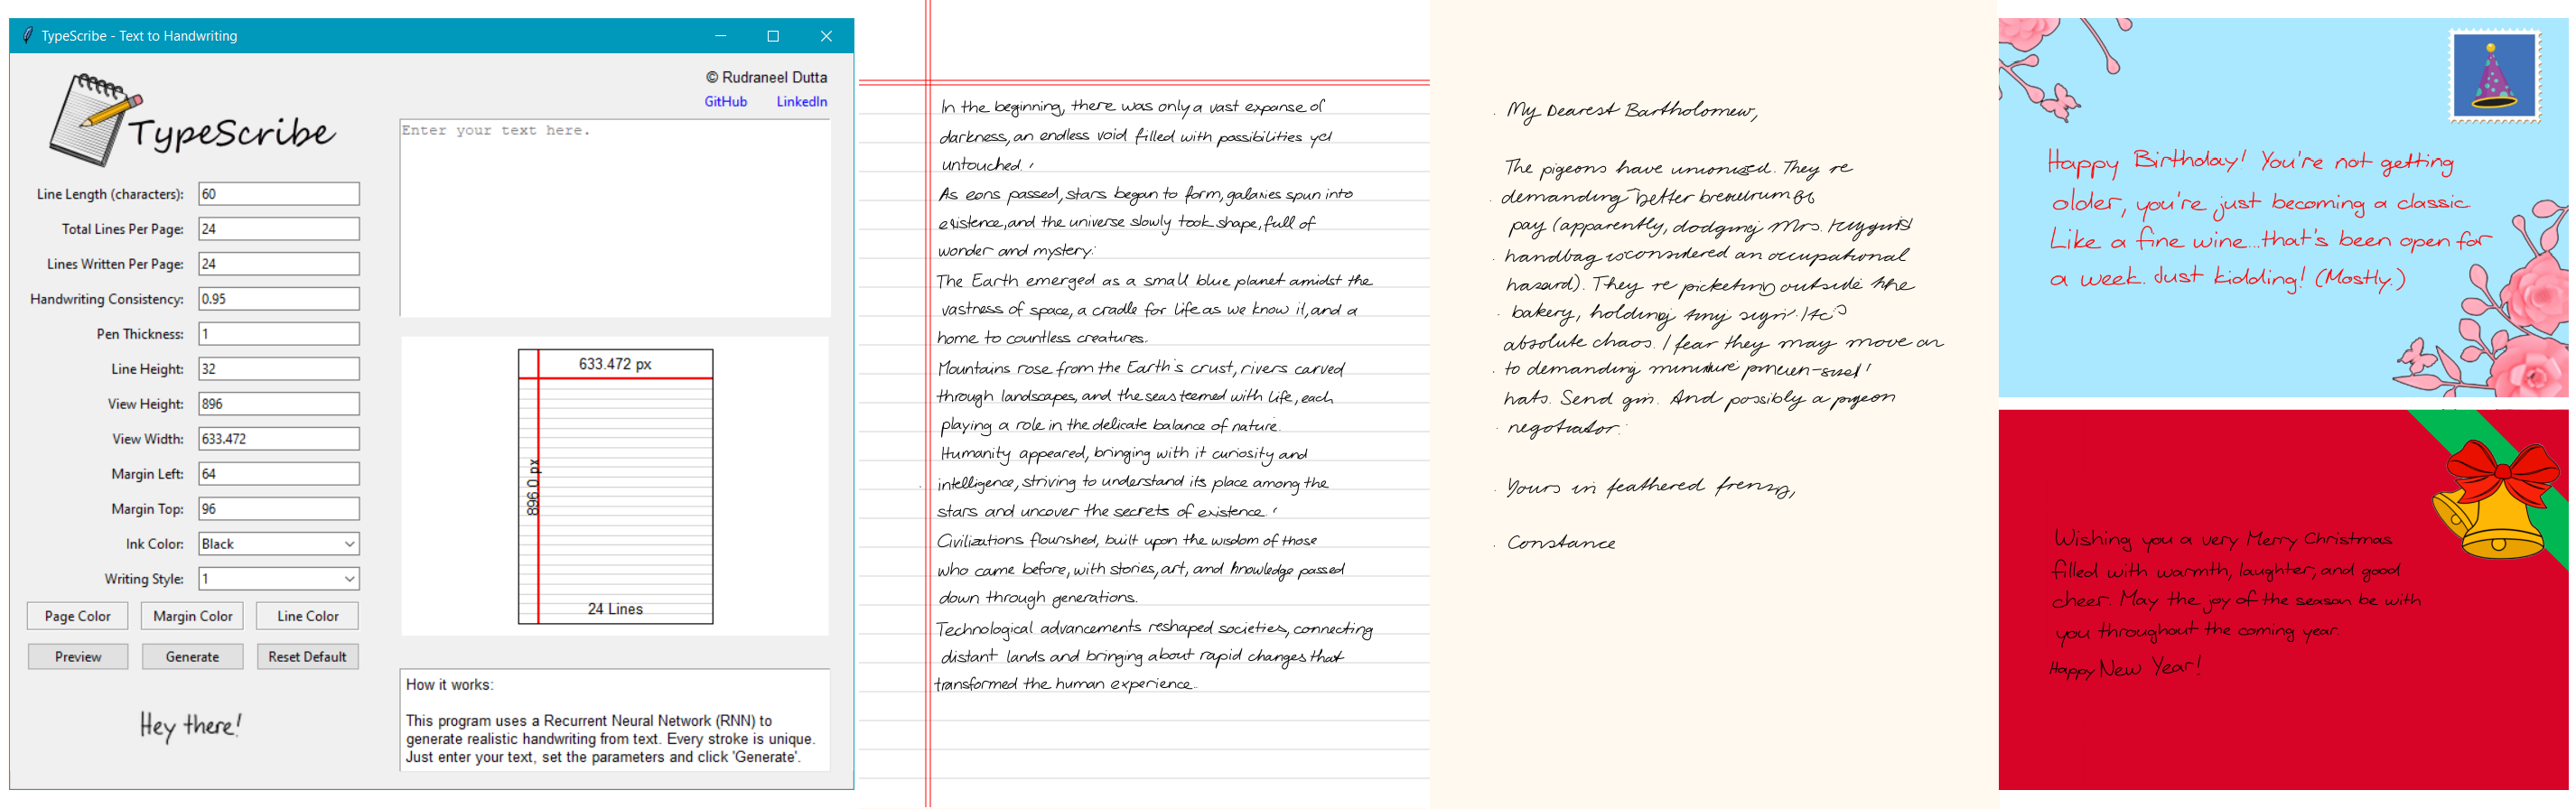 TypeScribe - Text to Handwriting
TypeScribe
Line Length (characters): 60
Total Lines Per Page: 24
Lines Written Per Page: 24
Handwriting Consistency: 0.95
Pen Thickness: 1
Line Height: 32
View Height: 896
View Width: 633.472
Margin Left: 64
Margin Top: 96
Ink Color: Black
Writing Style: 1
Page Color Margin Color Line Color
Preview Generate Reset Default
Hey there!
© Rudraneel Dutta
GitHub LinkedIn
Enter your text here.
633.472 px
896.0 px
24 Lines
How it works:
This program uses a Recurrent Neural Network (RNN) to
generate realistic handwriting from text. Every stroke is unique.
Just enter your text, set the parameters and click 'Generate'.
In the beginning, there was only a vast expanse of
darkness, an endless void filled with possibilities yet
untouched.
As eons passed, stars began to form, galaxies spun into
existence, and the universe slowly took shape, full of
wonder and mystery.
The Earth emerged as a small blue planet amidst the
vastness of space, a cradle for life as we know it, and a
home to countless creatures.
Mountains rose from the Earth's crust, rivers carved
through landscapes, and the seas teemed with life, each
playing a role in the delicate balance of nature.
Humanity appeared, bringing with it curiosity and
intelligence, striving to understand its place among the
stars and uncover the secrets of existence.
Civilizations flourished, built upon the wisdom of those
who came before, with stories, art, and knowledge passed
down through generations.
Technological advancements reshaped societies, connecting
distant lands and bringing about rapid changes that
transformed the human experience.
My Dearest Bartholomew,
The pigeons have unionized. They re
demanding better
pay (apparently, dodging Mrs.
handbag is considered an occupational
hazard). They re picketing outside the
bakery, holding tiny
absolute chaos. I fear they may move on
to demanding miniature
hats. Send gin. And possibly a pigeon
negotiator.
Yours in feathered frenzy,
Constance
Happy Birthday! You're not getting
older, you're just becoming a classic.
Like a fine wine...that's been open for
a week. Just kidding! (Mostly.)
Wishing you a very Merry Christmas
filled with warmth, laughter, and good
cheer. May the joy of the season be with
you throughout the coming year.
Happy New Year!